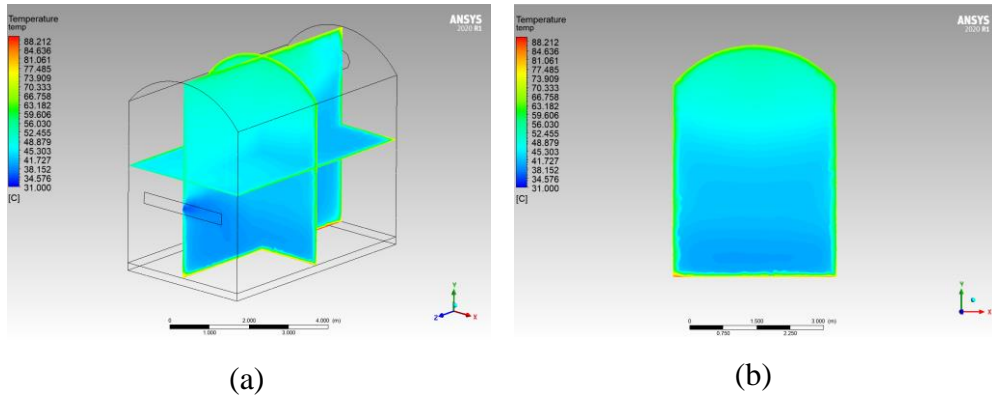 Temperature
temp
88.212
84.636
81.061
77.485
73.909
70.333
66.758
63.182
59.606
56.030
52.455
48.879
45.303
41.727
38.152
34.576
31.000
[C]
ANSYS
2020 R1
Y
Z
X
0
4.000 (m)
1.000
3.000
(a)
Temperature
temp
88.212
84.636
81.061
77.485
73.909
70.333
66.758
63.182
59.606
56.030
52.455
48.879
45.303
41.727
38.152
34.576
31.000
[C]
ANSYS
2020 R1
Y
X
0
1.500
3.000 (m)
0.750
2.250
(b)